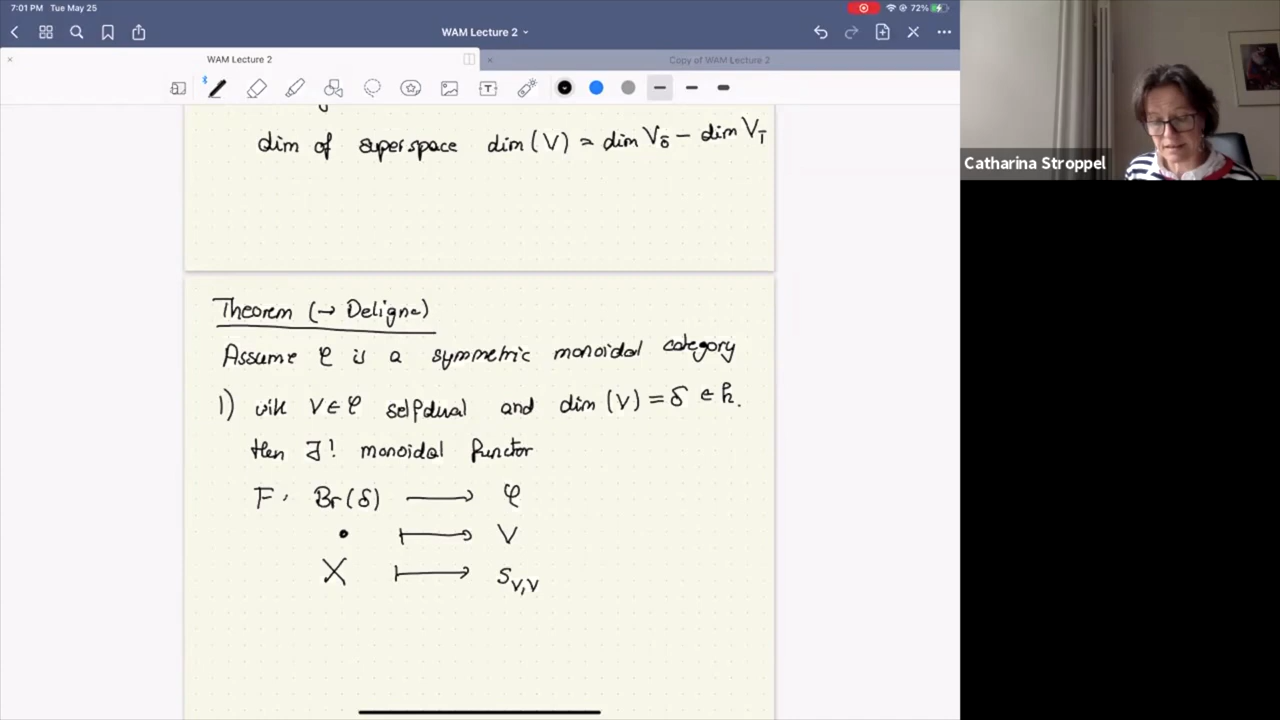 7:01 PM Tue May 25
72%
WAM Lecture 2
WAM Lecture 2
Copy of WAM Lecture 2
dim of superspace dim(V) = dim V_0̄ - dim V_1̄
Theorem (→ Deligne)
Assume 𝒞 is a symmetric monoidal category
1) with V ∈ 𝒞 selfdual and dim(V) = δ ∈ k.
then ∃! monoidal functor
F: Br(δ) ⟶ 𝒞
• ⟼ V
X ⟼ S_{V,V}
Catharina Stroppel